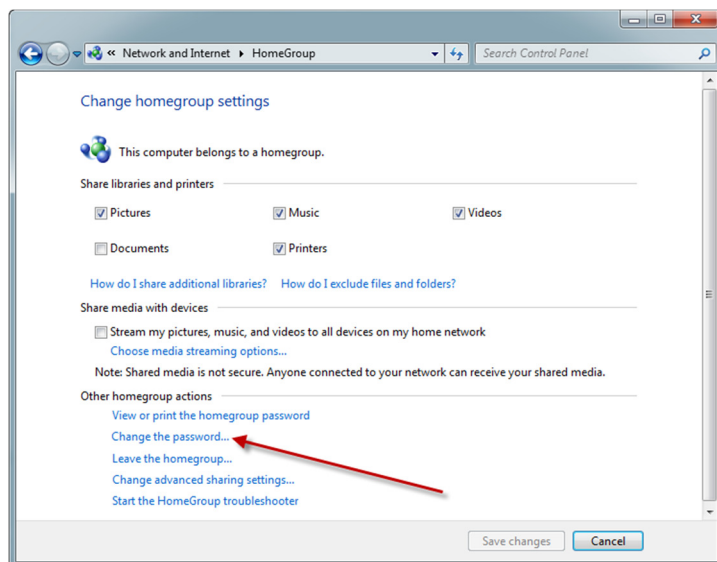 « Network and Internet ▸ HomeGroup Search Control Panel
Change homegroup settings
This computer belongs to a homegroup.
Share libraries and printers
Pictures Music Videos
Documents Printers
How do I share additional libraries? How do I exclude files and folders?
Share media with devices
Stream my pictures, music, and videos to all devices on my home network
Choose media streaming options...
Note: Shared media is not secure. Anyone connected to your network can receive your shared media.
Other homegroup actions
View or print the homegroup password
Change the password...
Leave the homegroup...
Change advanced sharing settings...
Start the HomeGroup troubleshooter
Save changes Cancel